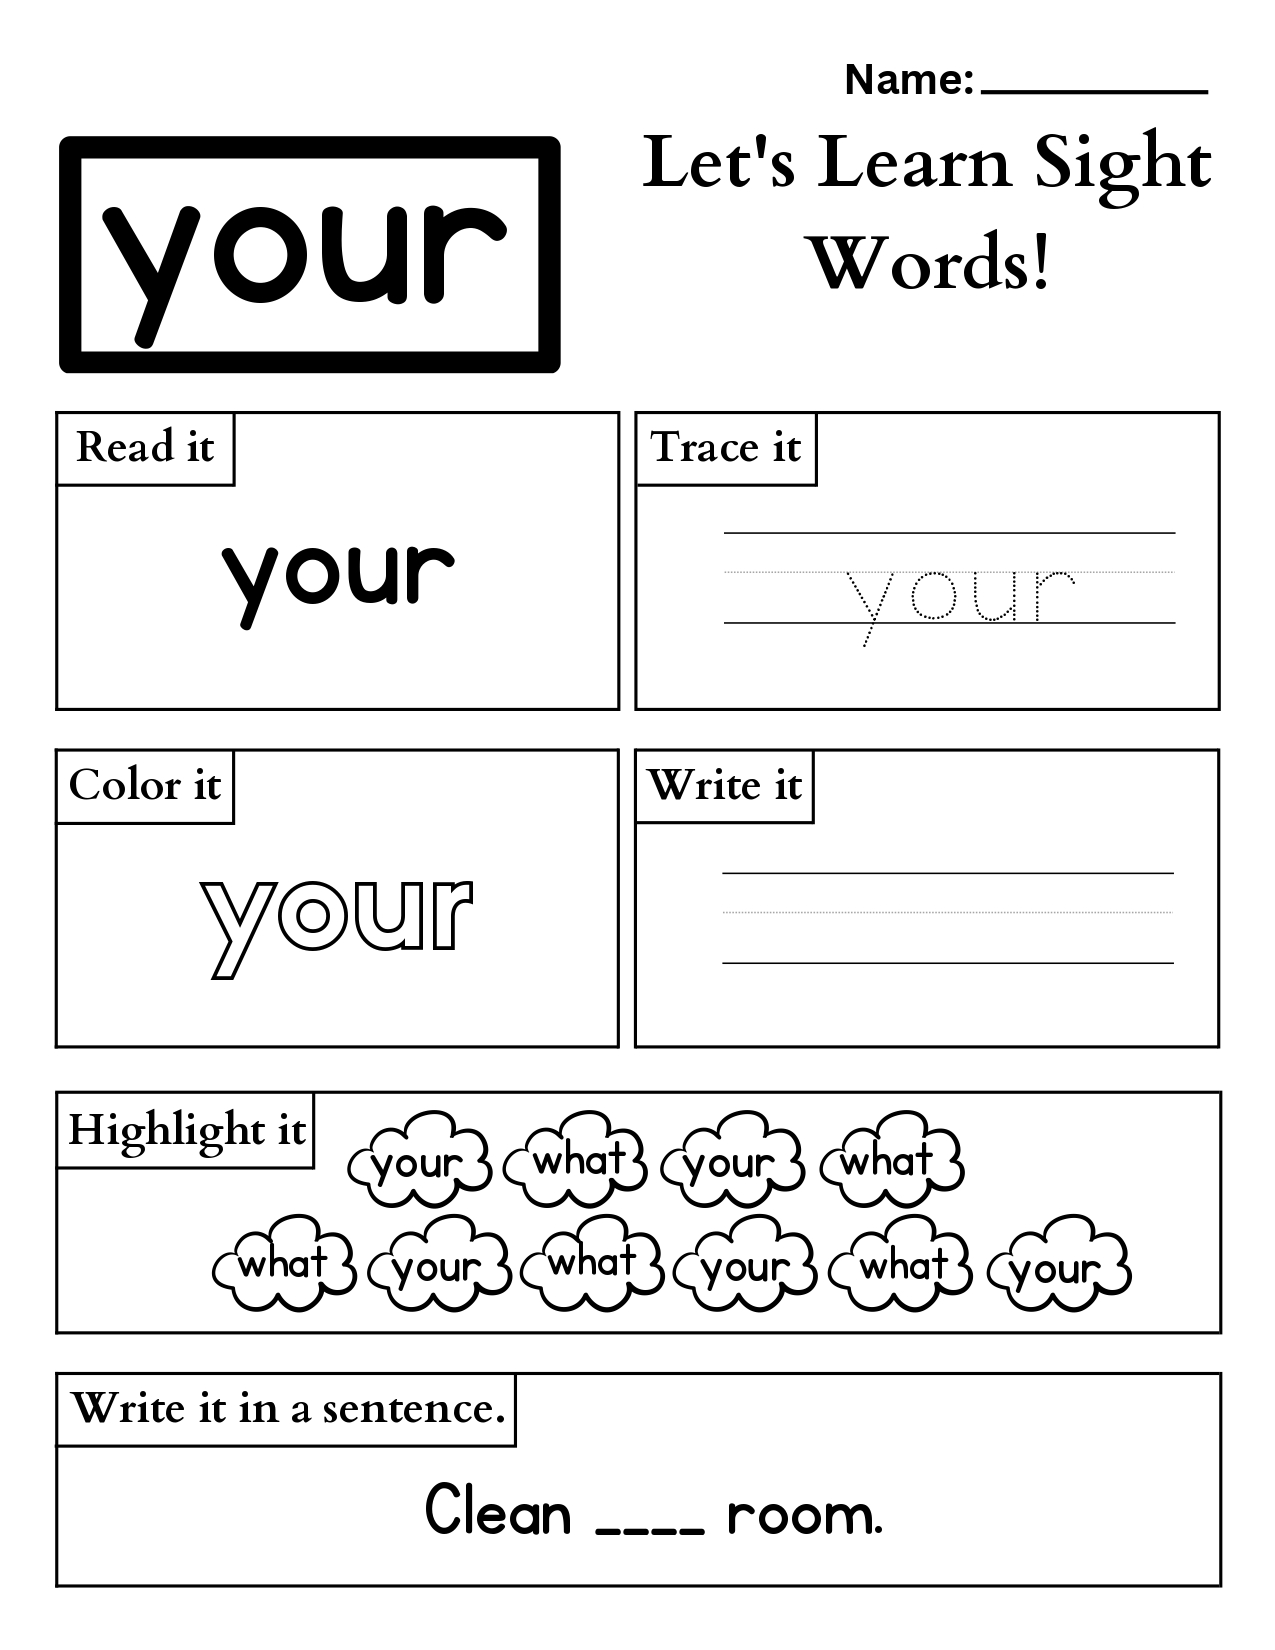 Name:
your
Let's Learn Sight
Words!
Read it
your
Trace it
your
Color it
your
Write it
Highlight it
your what your what
what your what your what your
Write it in a sentence.
Clean ____ room.